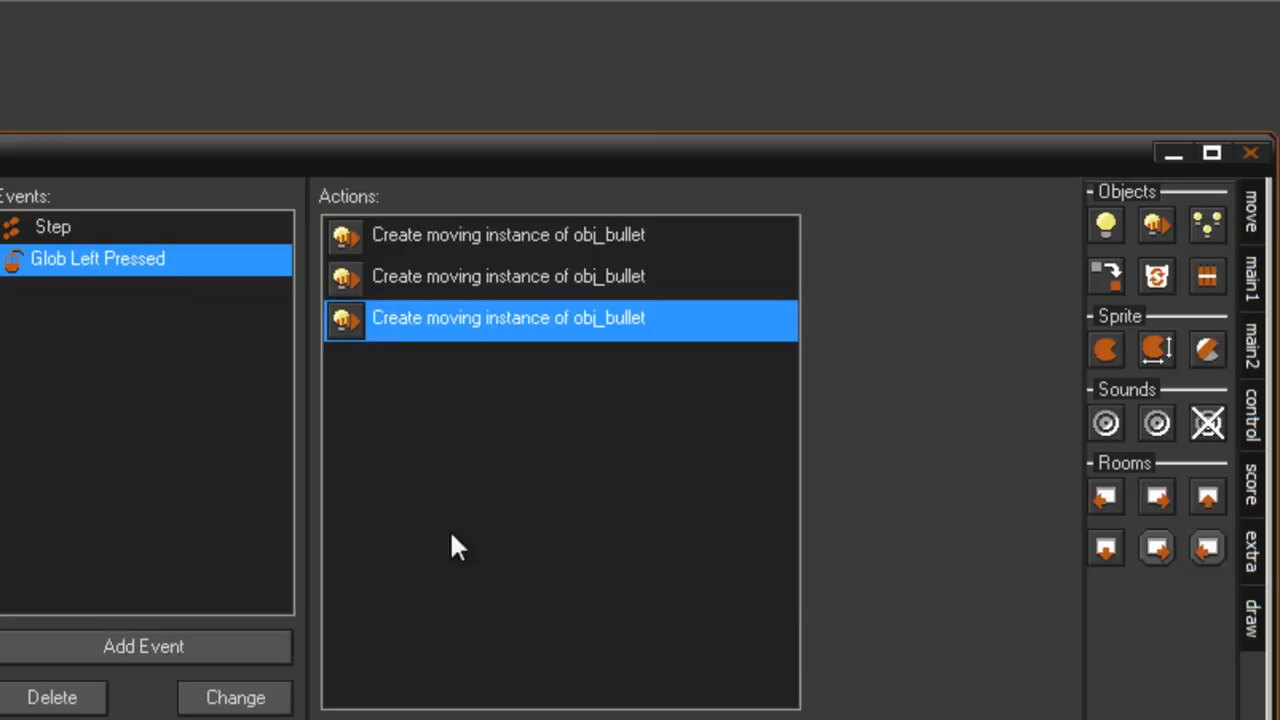 Events:
Step
Glob Left Pressed
Add Event
Delete
Change
Actions:
Create moving instance of obj_bullet
Create moving instance of obj_bullet
Create moving instance of obj_bullet
Objects
Sprite
Sounds
Rooms
move
main1
main2
control
score
extra
draw